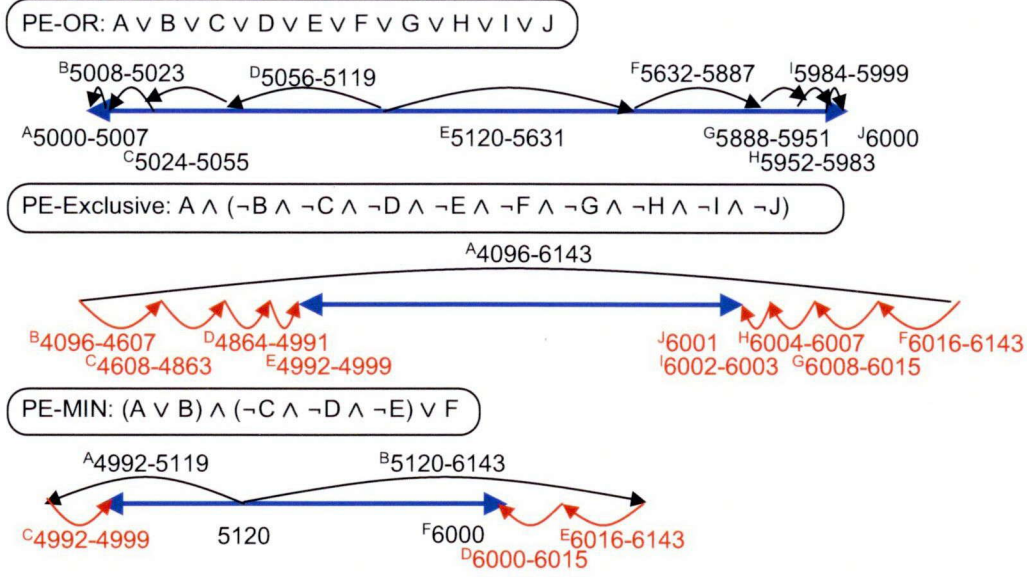 PE-OR: A ∨ B ∨ C ∨ D ∨ E ∨ F ∨ G ∨ H ∨ I ∨ J
B5008-5023 D5056-5119 F5632-5887 I5984-5999
A5000-5007 E5120-5631 G5888-5951 J6000
C5024-5055 H5952-5983
PE-Exclusive: A ∧ (¬B ∧ ¬C ∧ ¬D ∧ ¬E ∧ ¬F ∧ ¬G ∧ ¬H ∧ ¬I ∧ ¬J)
A4096-6143
B4096-4607 D4864-4991 J6001 H6004-6007 F6016-6143
C4608-4863 E4992-4999 I6002-6003 G6008-6015
PE-MIN: (A ∨ B) ∧ (¬C ∧ ¬D ∧ ¬E) ∨ F
A4992-5119 B5120-6143
C4992-4999 5120 F6000 E6016-6143
D6000-6015